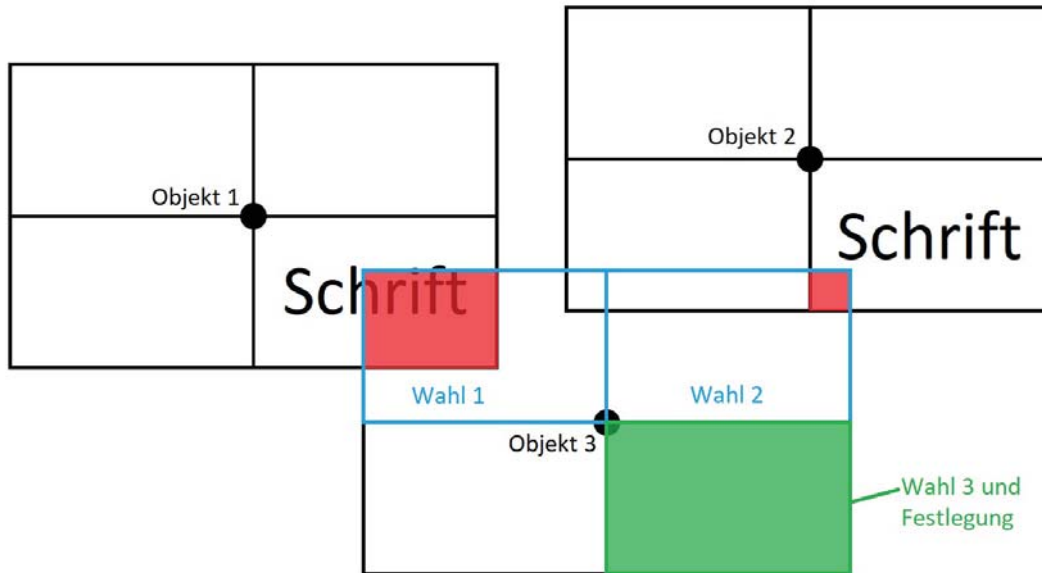 Objekt 2
Objekt 1
Schrift
Schrift
Wahl 1
Wahl 2
Objekt 3
Wahl 3 und
Festlegung